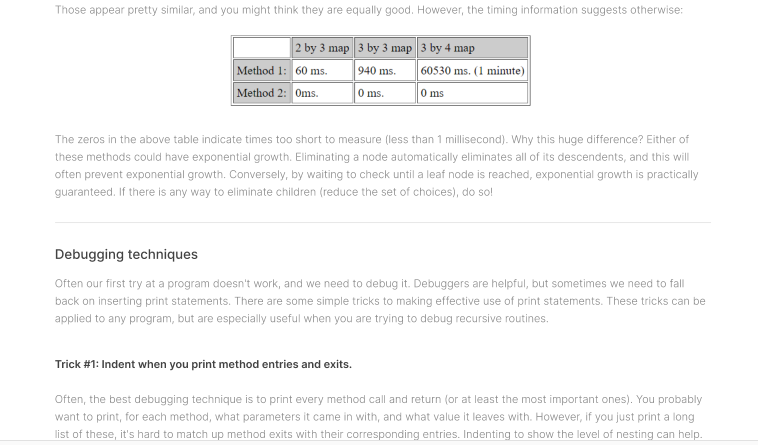 Those appear pretty similar, and you might think they are equally good. However, the timing information suggests otherwise:
2 by 3 map 3 by 3 map 3 by 4 map
Method 1: 60 ms. 940 ms. 60530 ms. (1 minute)
Method 2: 0ms. 0 ms. 0 ms
The zeros in the above table indicate times too short to measure (less than 1 millisecond). Why this huge difference? Either of
these methods could have exponential growth. Eliminating a node automatically eliminates all of its descendents, and this will
often prevent exponential growth. Conversely, by waiting to check until a leaf node is reached, exponential growth is practically
guaranteed. If there is any way to eliminate children (reduce the set of choices), do so!
Debugging techniques
Often our first try at a program doesn't work, and we need to debug it. Debuggers are helpful, but sometimes we need to fall
back on inserting print statements. There are some simple tricks to making effective use of print statements. These tricks can be
applied to any program, but are especially useful when you are trying to debug recursive routines.
Trick #1: Indent when you print method entries and exits.
Often, the best debugging technique is to print every method call and return (or at least the most important ones). You probably
want to print, for each method, what parameters it came in with, and what value it leaves with. However, if you just print a long
list of these, it's hard to match up method exits with their corresponding entries. Indenting to show the level of nesting can help.